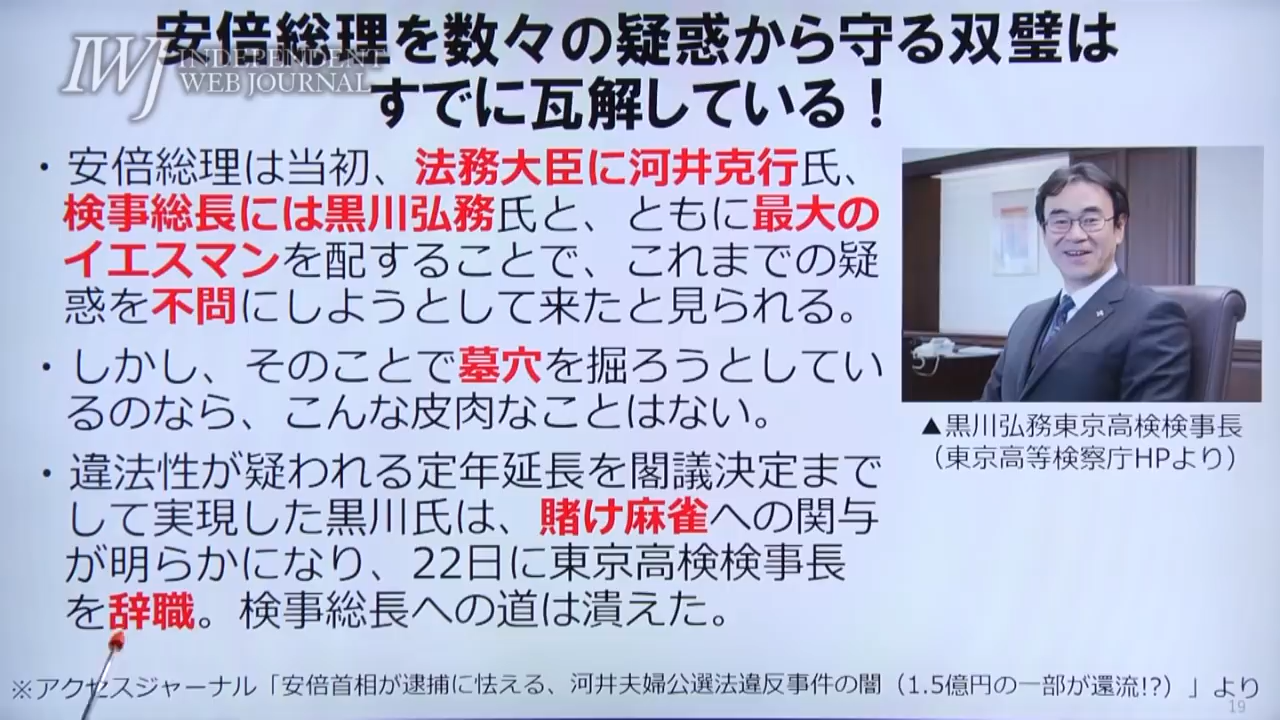 安倍総理を数々の疑惑から守る双璧は
IWJ INDEPENDENT
WEB JOURNAL
すでに瓦解している！
・安倍総理は当初、法務大臣に河井克行氏、
検事総長には黒川弘務氏と、ともに最大の
イエスマンを配することで、これまでの疑
惑を不問にしようとして来たと見られる。
・しかし、そのことで墓穴を掘ろうとしてい
るのなら、こんな皮肉なことはない。
・違法性が疑われる定年延長を閣議決定まで
して実現した黒川氏は、賭け麻雀への関与
が明らかになり、22日に東京高検検事長
を辞職。検事総長への道は潰えた。
▲黒川弘務東京高検検事長
（東京高等検察庁HPより）
※アクセスジャーナル「安倍首相が逮捕に怯える、河井夫婦公選法違反事件の闇（1.5億円の一部が還流!?）」より
19